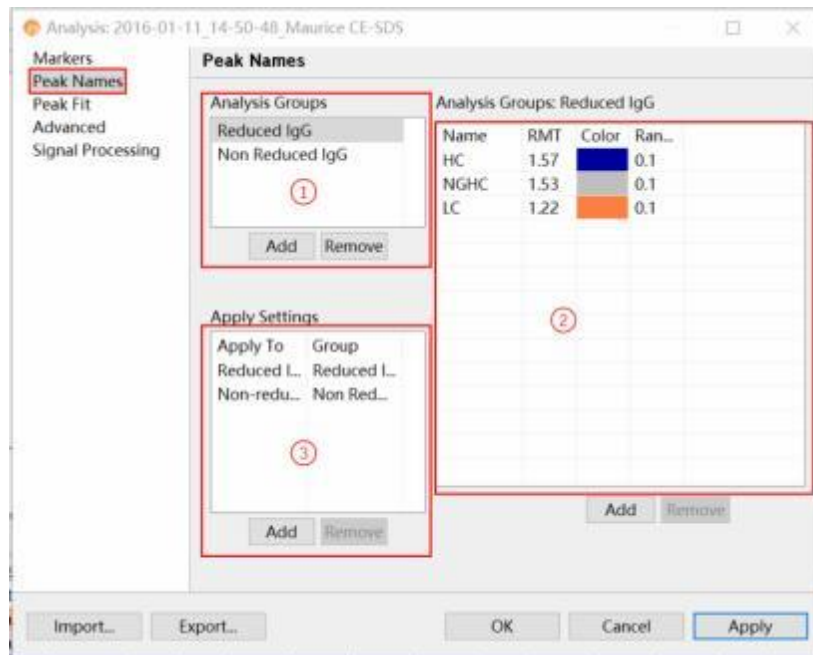 Analysis: 2016-01-11_14-50-48_Maurice CE-SDS
Markers
Peak Names
Peak Fit
Advanced
Signal Processing
Peak Names
Analysis Groups
Reduced IgG
Non Reduced IgG
①
Add Remove
Apply Settings
Apply To Group
Reduced I... Reduced I...
Non-redu... Non Red...
③
Add Remove
Analysis Groups: Reduced IgG
Name RMT Color Ran...
HC 1.57 0.1
NGHC 1.53 0.1
LC 1.22 0.1
②
Add Remove
Import... Export... OK Cancel Apply